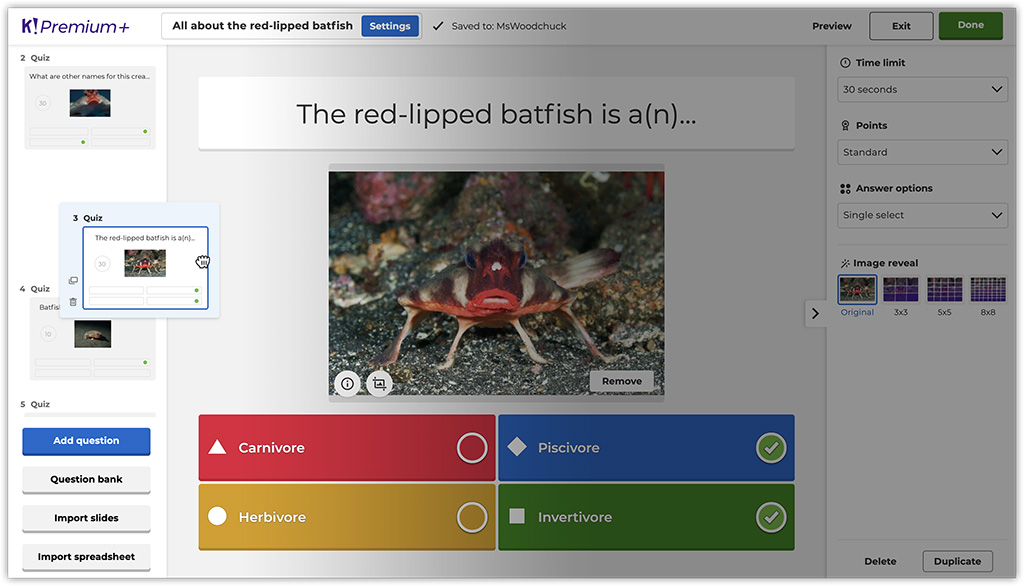 K!Premium+
All about the red-lipped batfish
Settings
Saved to: MsWoodchuck
Preview
Exit
Done
2 Quiz
What are other names for this crea...
30
3 Quiz
The red-lipped batfish is a(n)...
30
4 Quiz
Batfis
10
5 Quiz
Add question
Question bank
Import slides
Import spreadsheet
The red-lipped batfish is a(n)...
Remove
Carnivore
Piscivore
Herbivore
Invertivore
Time limit
30 seconds
Points
Standard
Answer options
Single select
Image reveal
Original
3x3
5x5
8x8
Delete
Duplicate